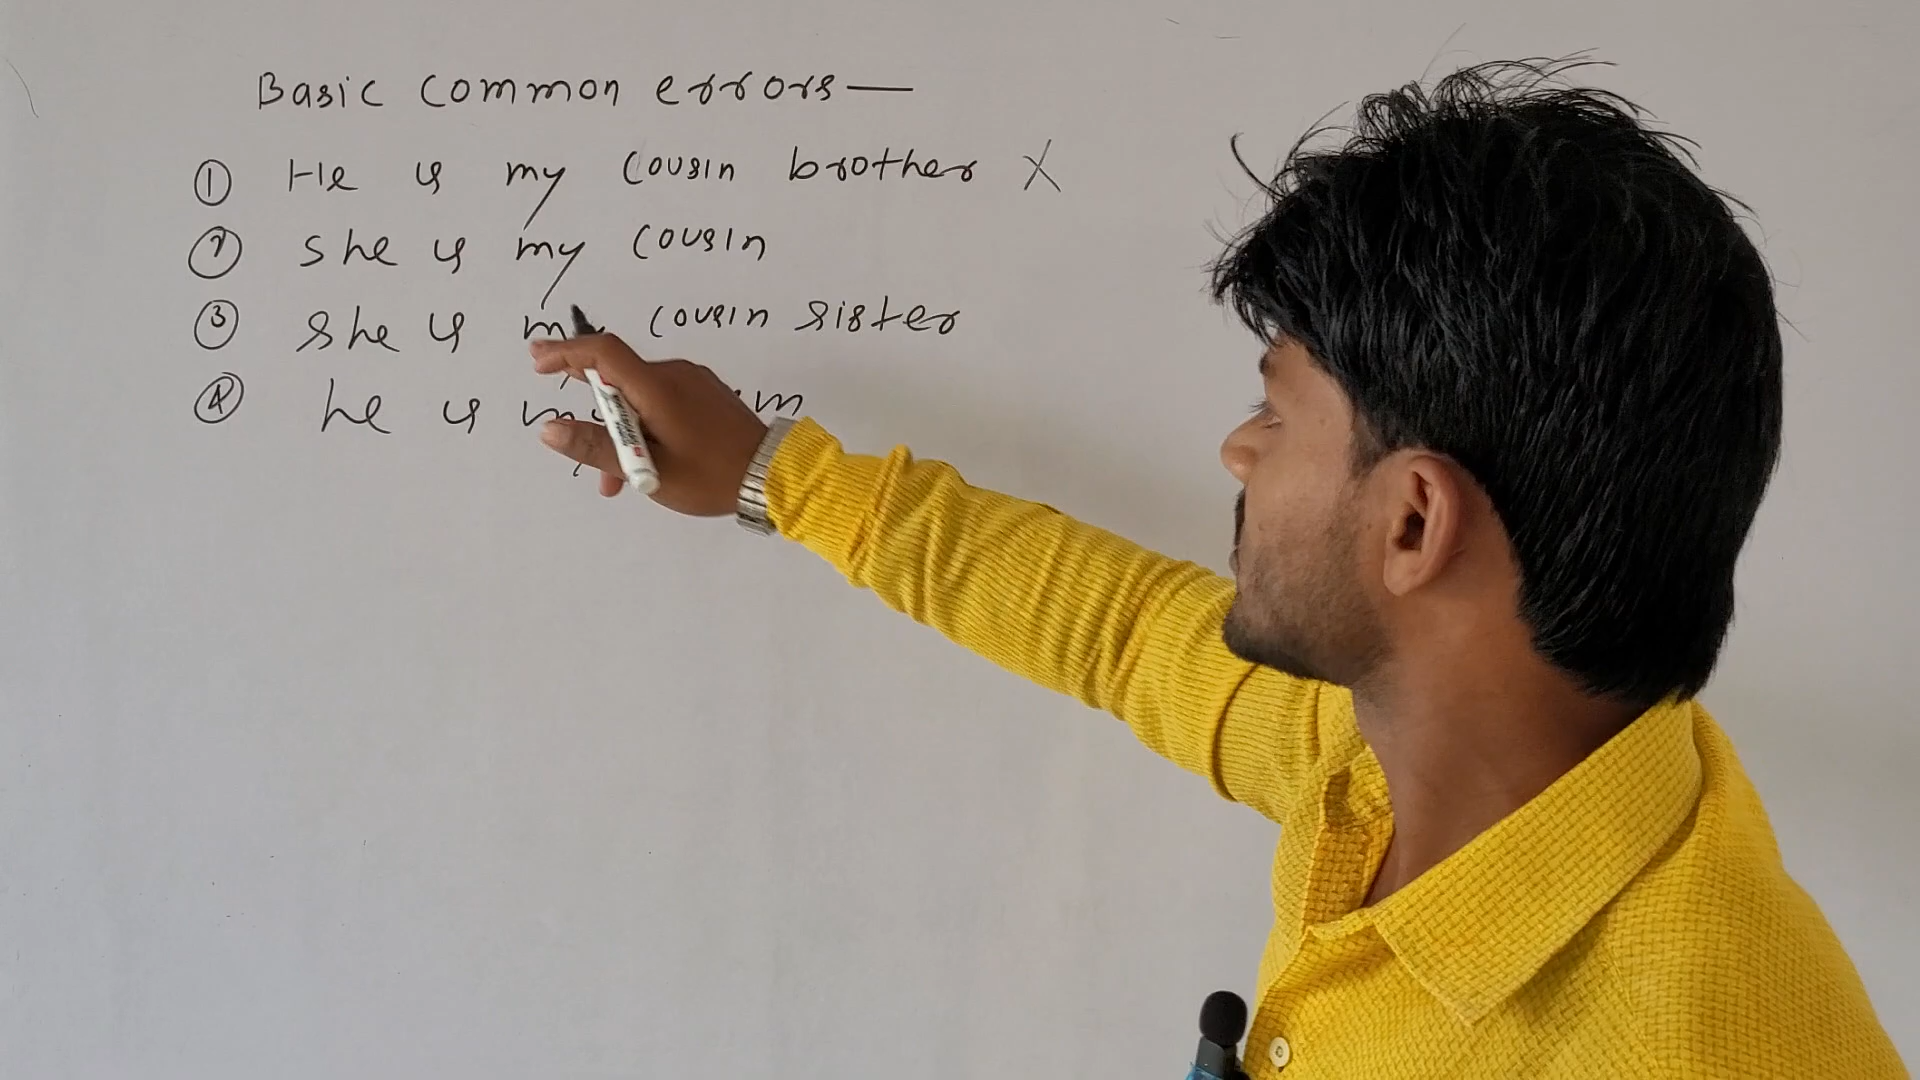 Basic common errors —
① He is my cousin brother X
② She is my cousin
③ She is my cousin sister
④ he is